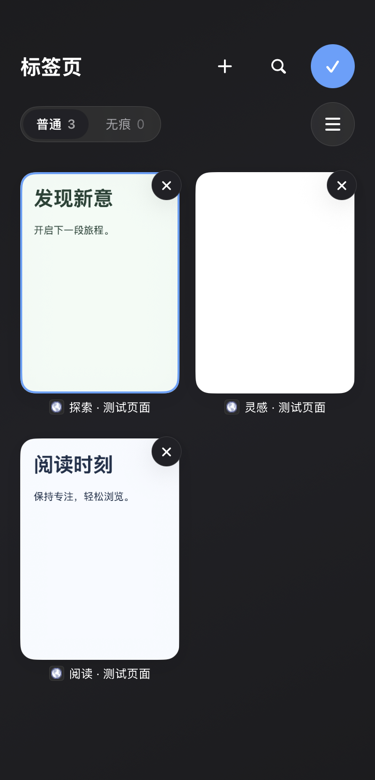 标签页
普通 3
无痕 0
发现新意
开启下一段旅程。
探索 · 测试页面
灵感 · 测试页面
阅读时刻
保持专注，轻松浏览。
阅读 · 测试页面